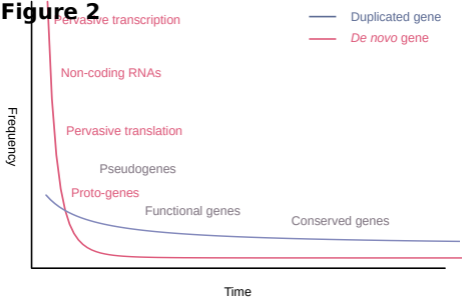 Figure 2
Pervasive transcription
Duplicated gene
De novo gene
Non-coding RNAs
Pervasive translation
Pseudogenes
Proto-genes
Functional genes
Conserved genes
Frequency
Time